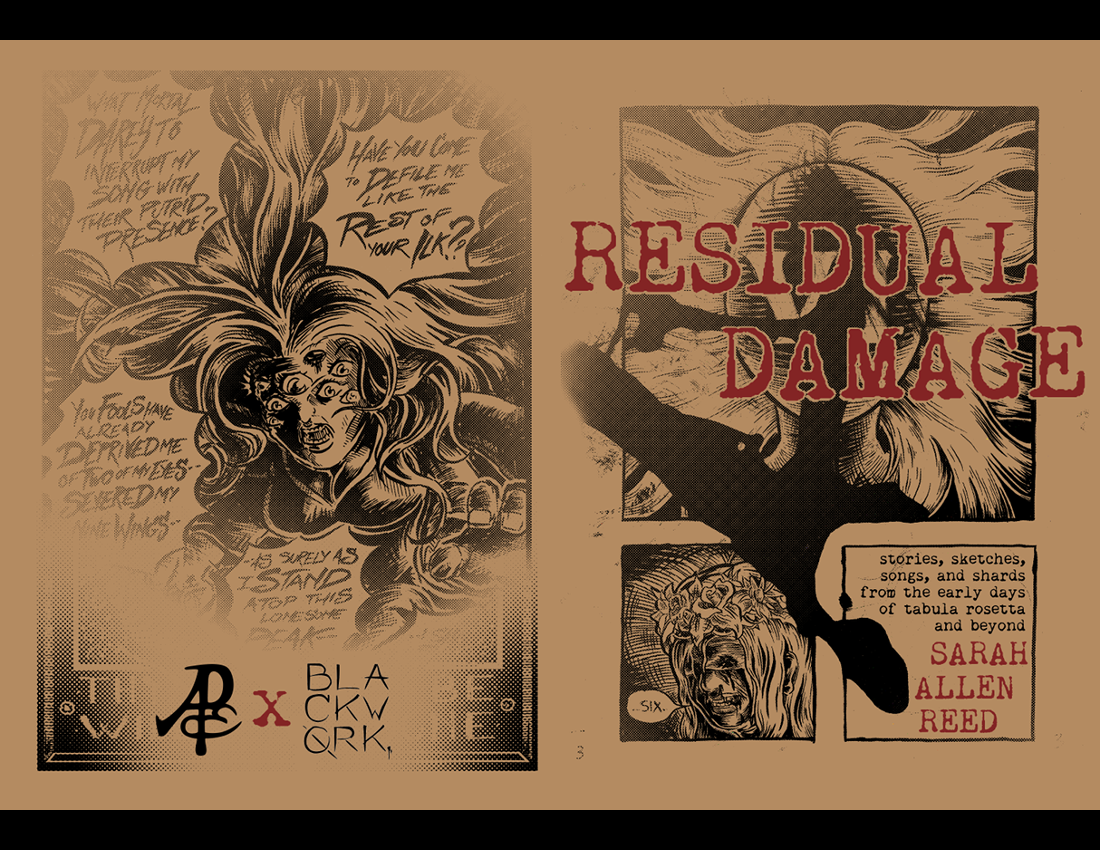 WHAT MORTAL
DAREST TO
INTERRUPT MY
SONG WITH
THEIR PUTRID
PRESENCE?
HAVE YOU COME
TO DEFILE ME
LIKE THE
REST OF
YOUR ILK??
YOU FOOLS HAVE
ALREADY
DEPRIVED ME
OF TWO OF MY EYES--
SEVERED MY
NINE WINGS--
--AS SURELY AS
I STAND
ATOP THIS
LONESOME
PEAK--
X
BLA
CKW
ORK.
RESIDUAL
DAMAGE
stories, sketches,
songs, and shards
from the early days
of tabula rosetta
and beyond
SARAH
ALLEN
REED
SIX.
3